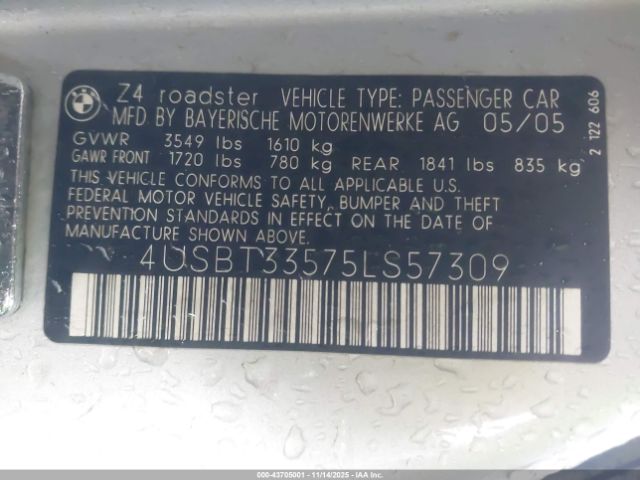 BMW
Z4 roadster VEHICLE TYPE: PASSENGER CAR
MFD BY BAYERISCHE MOTORENWERKE AG 05/05
GVWR 3549 lbs 1610 kg
GAWR FRONT 1720 lbs 780 kg REAR 1841 lbs 835 kg
THIS VEHICLE CONFORMS TO ALL APPLICABLE U.S.
FEDERAL MOTOR VEHICLE SAFETY, BUMPER AND THEFT
PREVENTION STANDARDS IN EFFECT ON THE DATE OF
MANUFACTURE SHOWN ABOVE.
4USBT33575LS57309
2 122 606
000-43705001 - 11/14/2025 - IAAI.com